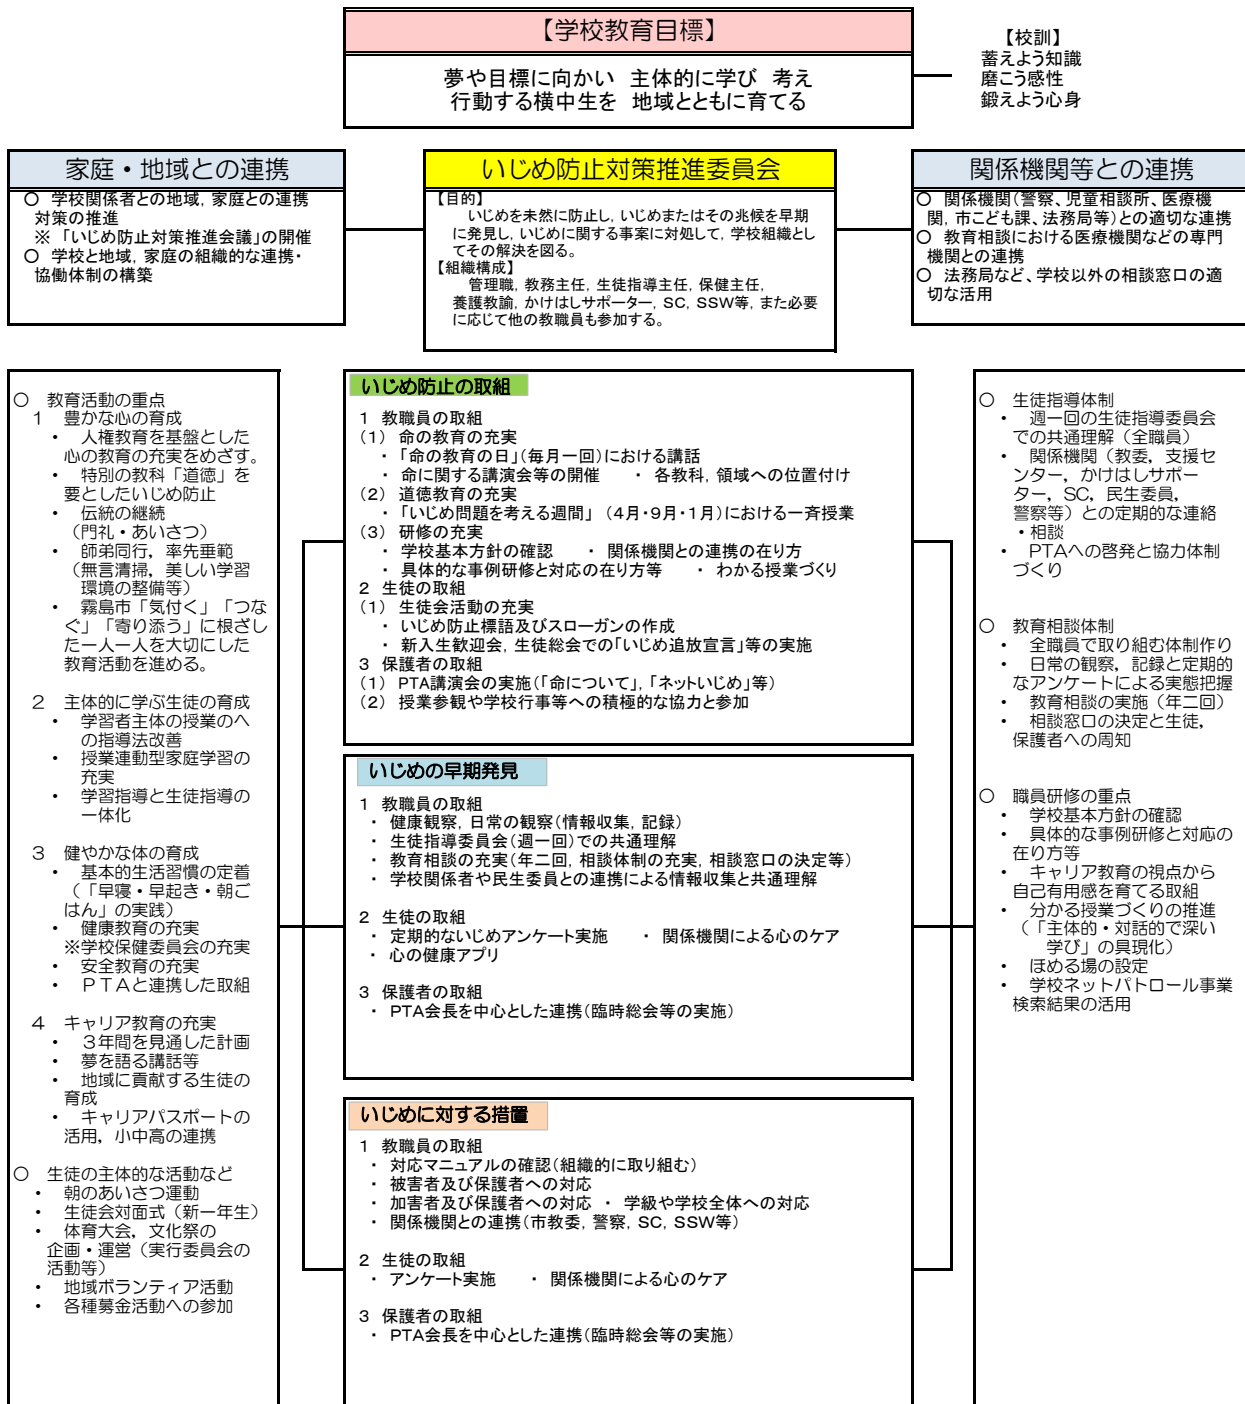 【学校教育目標】
夢や目標に向かい 主体的に学び 考え
行動する横中生を 地域とともに育てる
【校訓】
蓄えよう知識
磨こう感性
鍛えよう心身
家庭・地域との連携
○ 学校関係者との地域，家庭との連携
対策の推進
※「いじめ防止対策推進会議」の開催
○ 学校と地域，家庭の組織的な連携・
協働体制の構築
いじめ防止対策推進委員会
【目的】
いじめを未然に防止し，いじめまたはその兆候を早期
に発見し，いじめに関する事案に対処して，学校組織とし
てその解決を図る。
【組織構成】
管理職，教務主任，生徒指導主任，保健主任，
養護教諭，かけはしサポーター，SC，SSW等，また必要
に応じて他の教職員も参加する。
関係機関等との連携
○ 関係機関（警察、児童相談所、医療機
関，市こども課、法務局等）との適切な連携
○ 教育相談における医療機関などの専門
機関との連携
○ 法務局など、学校以外の相談窓口の適
切な活用
○ 教育活動の重点
１ 豊かな心の育成
・ 人権教育を基盤とした
心の教育の充実をめざす。
・ 特別の教科「道徳」を
要としたいじめ防止
・ 伝統の継続
（門礼・あいさつ）
・ 師弟同行，率先垂範
（無言清掃，美しい学習
環境の整備等）
・ 霧島市「気付く」「つな
ぐ」「寄り添う」に根ざし
た一人一人を大切にした
教育活動を進める。
２ 主体的に学ぶ生徒の育成
・ 学習者主体の授業のへ
の指導法改善
・ 授業連動型家庭学習の
充実
・ 学習指導と生徒指導の
一体化
３ 健やかな体の育成
・ 基本的生活習慣の定着
（「早寝・早起き・朝ご
はん」の実践）
・ 健康教育の充実
※学校保健委員会の充実
・ 安全教育の充実
・ ＰＴＡと連携した取組
４ キャリア教育の充実
・ ３年間を見通した計画
・ 夢を語る講話等
・ 地域に貢献する生徒の
育成
・ キャリアパスポートの
活用，小中高の連携
○ 生徒の主体的な活動など
・ 朝のあいさつ運動
・ 生徒会対面式（新一年生）
・ 体育大会，文化祭の
企画・運営（実行委員会の
活動等）
・ 地域ボランティア活動
・ 各種募金活動への参加
いじめ防止の取組
１ 教職員の取組
（1） 命の教育の充実
・「命の教育の日」（毎月一回）における講話
・ 命に関する講演会等の開催 ・ 各教科，領域への位置付け
（2） 道徳教育の充実
・「いじめ問題を考える週間」（4月・9月・1月）における一斉授業
（3） 研修の充実
・ 学校基本方針の確認 ・ 関係機関との連携の在り方
・ 具体的な事例研修と対応の在り方等 ・ わかる授業づくり
２ 生徒の取組
（1） 生徒会活動の充実
・ いじめ防止標語及びスローガンの作成
・ 新入生歓迎会，生徒総会での「いじめ追放宣言」等の実施
３ 保護者の取組
（1） PTA講演会の実施（「命について」，「ネットいじめ」等）
（2） 授業参観や学校行事等への積極的な協力と参加
いじめの早期発見
１ 教職員の取組
・ 健康観察，日常の観察（情報収集，記録）
・ 生徒指導委員会（週一回）での共通理解
・ 教育相談の充実（年二回，相談体制の充実，相談窓口の決定等）
・ 学校関係者や民生委員との連携による情報収集と共通理解
２ 生徒の取組
・ 定期的ないじめアンケート実施 ・ 関係機関による心のケア
・ 心の健康アプリ
３ 保護者の取組
・ PTA会長を中心とした連携（臨時総会等の実施）
いじめに対する措置
１ 教職員の取組
・ 対応マニュアルの確認（組織的に取り組む）
・ 被害者及び保護者への対応
・ 加害者及び保護者への対応 ・ 学級や学校全体への対応
・ 関係機関との連携（市教委，警察，SC，SSW等）
２ 生徒の取組
・ アンケート実施 ・ 関係機関による心のケア
３ 保護者の取組
・ PTA会長を中心とした連携（臨時総会等の実施）
○ 生徒指導体制
・ 週一回の生徒指導委員会
での共通理解（全職員）
・ 関係機関（教委，支援セ
ンター，かけはしサポー
ター，SC，民生委員，
警察等）との定期的な連絡
・相談
・ PTAへの啓発と協力体制
づくり
○ 教育相談体制
・ 全職員で取り組む体制作り
・ 日常の観察，記録と定期的
なアンケートによる実態把握
・ 教育相談の実施（年二回）
・ 相談窓口の決定と生徒，
保護者への周知
○ 職員研修の重点
・ 学校基本方針の確認
・ 具体的な事例研修と対応の
在り方等
・ キャリア教育の視点から
自己有用感を育てる取組
・ 分かる授業づくりの推進
（「主体的・対話的で深い
学び」の具現化）
・ ほめる場の設定
・ 学校ネットパトロール事業
検索結果の活用